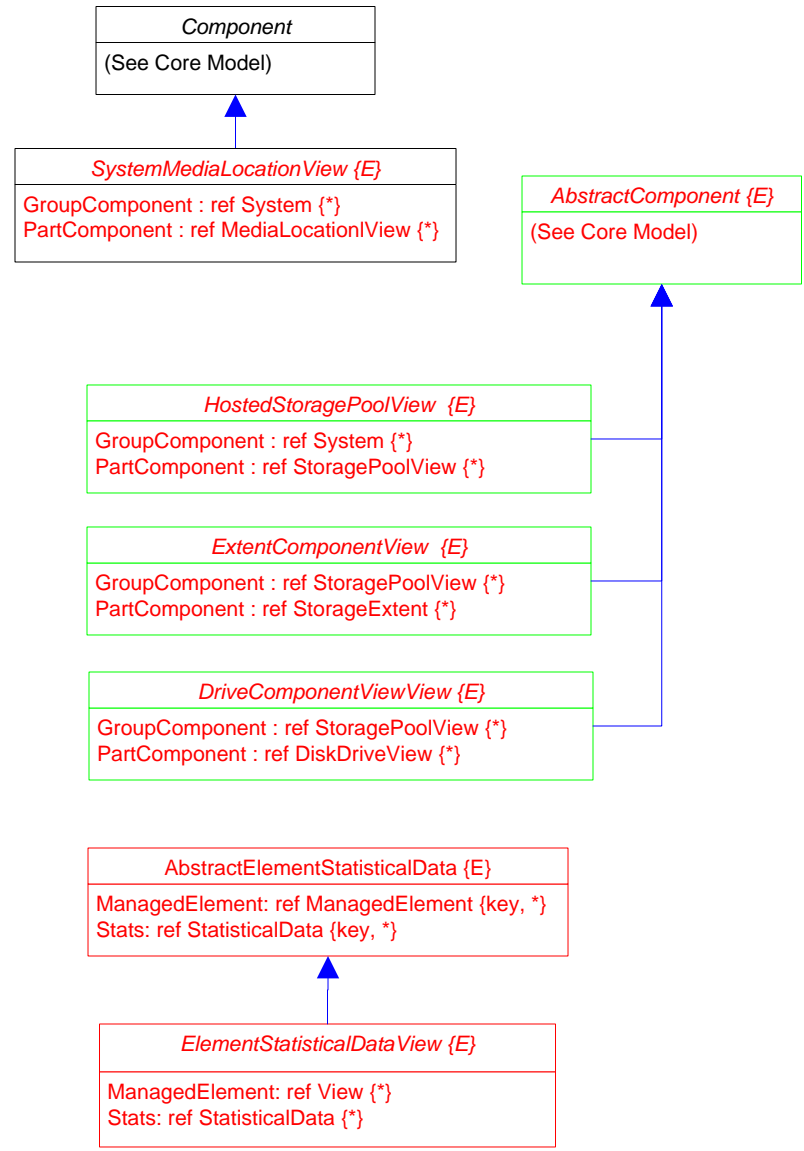 Component
(See Core Model)
SystemMediaLocationView {E}
GroupComponent : ref System {*}
PartComponent : ref MediaLocationlView {*}
AbstractComponent {E}
(See Core Model)
HostedStoragePoolView {E}
GroupComponent : ref System {*}
PartComponent : ref StoragePoolView {*}
ExtentComponentView {E}
GroupComponent : ref StoragePoolView {*}
PartComponent : ref StorageExtent {*}
DriveComponentViewView {E}
GroupComponent : ref StoragePoolView {*}
PartComponent : ref DiskDriveView {*}
AbstractElementStatisticalData {E}
ManagedElement: ref ManagedElement {key, *}
Stats: ref StatisticalData {key, *}
ElementStatisticalDataView {E}
ManagedElement: ref View {*}
Stats: ref StatisticalData {*}